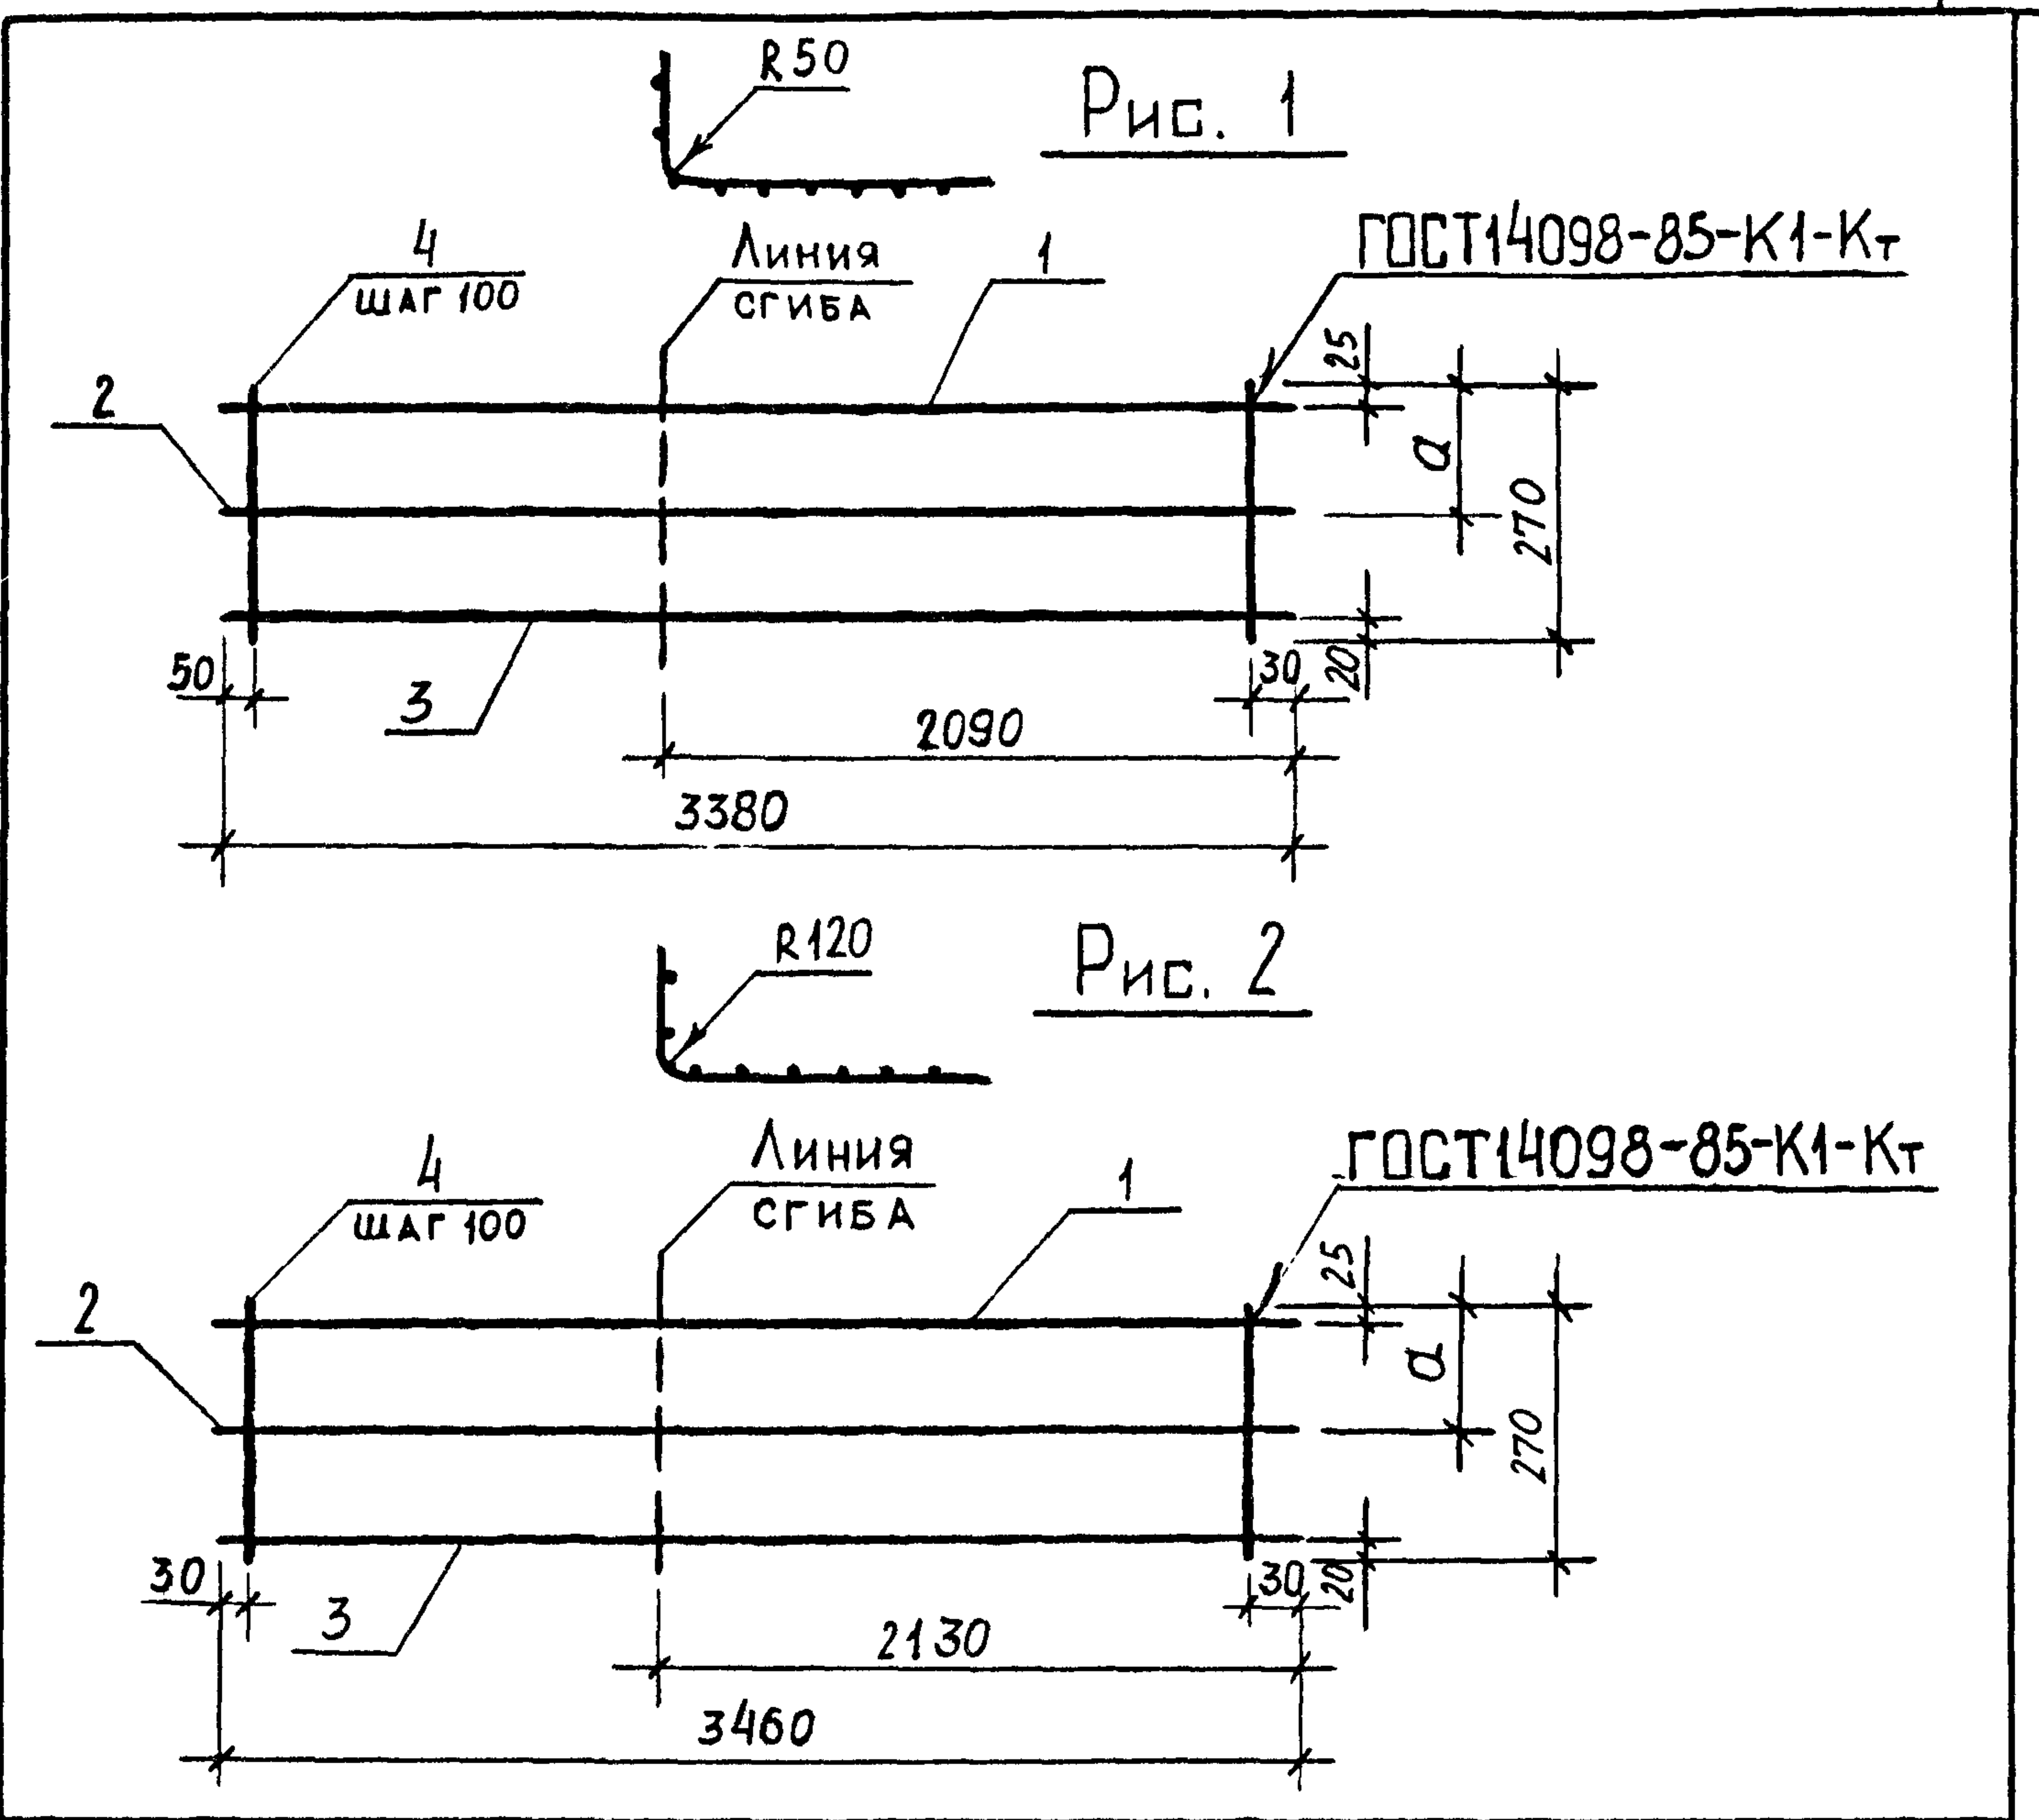 R50
Рис. 1
4
ШАГ 100
Линия
СГИБА
1
ГОСТ14098-85-К1-Кт
2
25
а
270
50
3
30
20
2090
3380
R120
Рис. 2
4
ШАГ 100
Линия
СГИБА
1
ГОСТ14098-85-К1-Кт
2
25
а
270
30
3
30
20
2130
3460